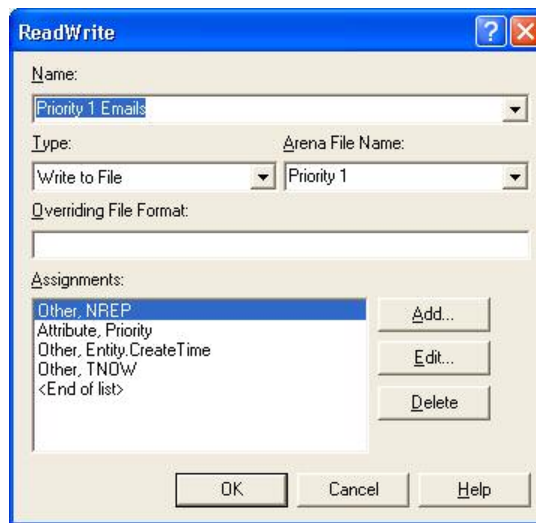 ReadWrite
Name:
Priority 1 Emails
Type:
Arena File Name:
Write to File
Priority 1
Overriding File Format:
Assignments:
Other, NREP
Attribute, Priority
Other, Entity.CreateTime
Other, TNOW
<End of list>
Add...
Edit...
Delete
OK
Cancel
Help